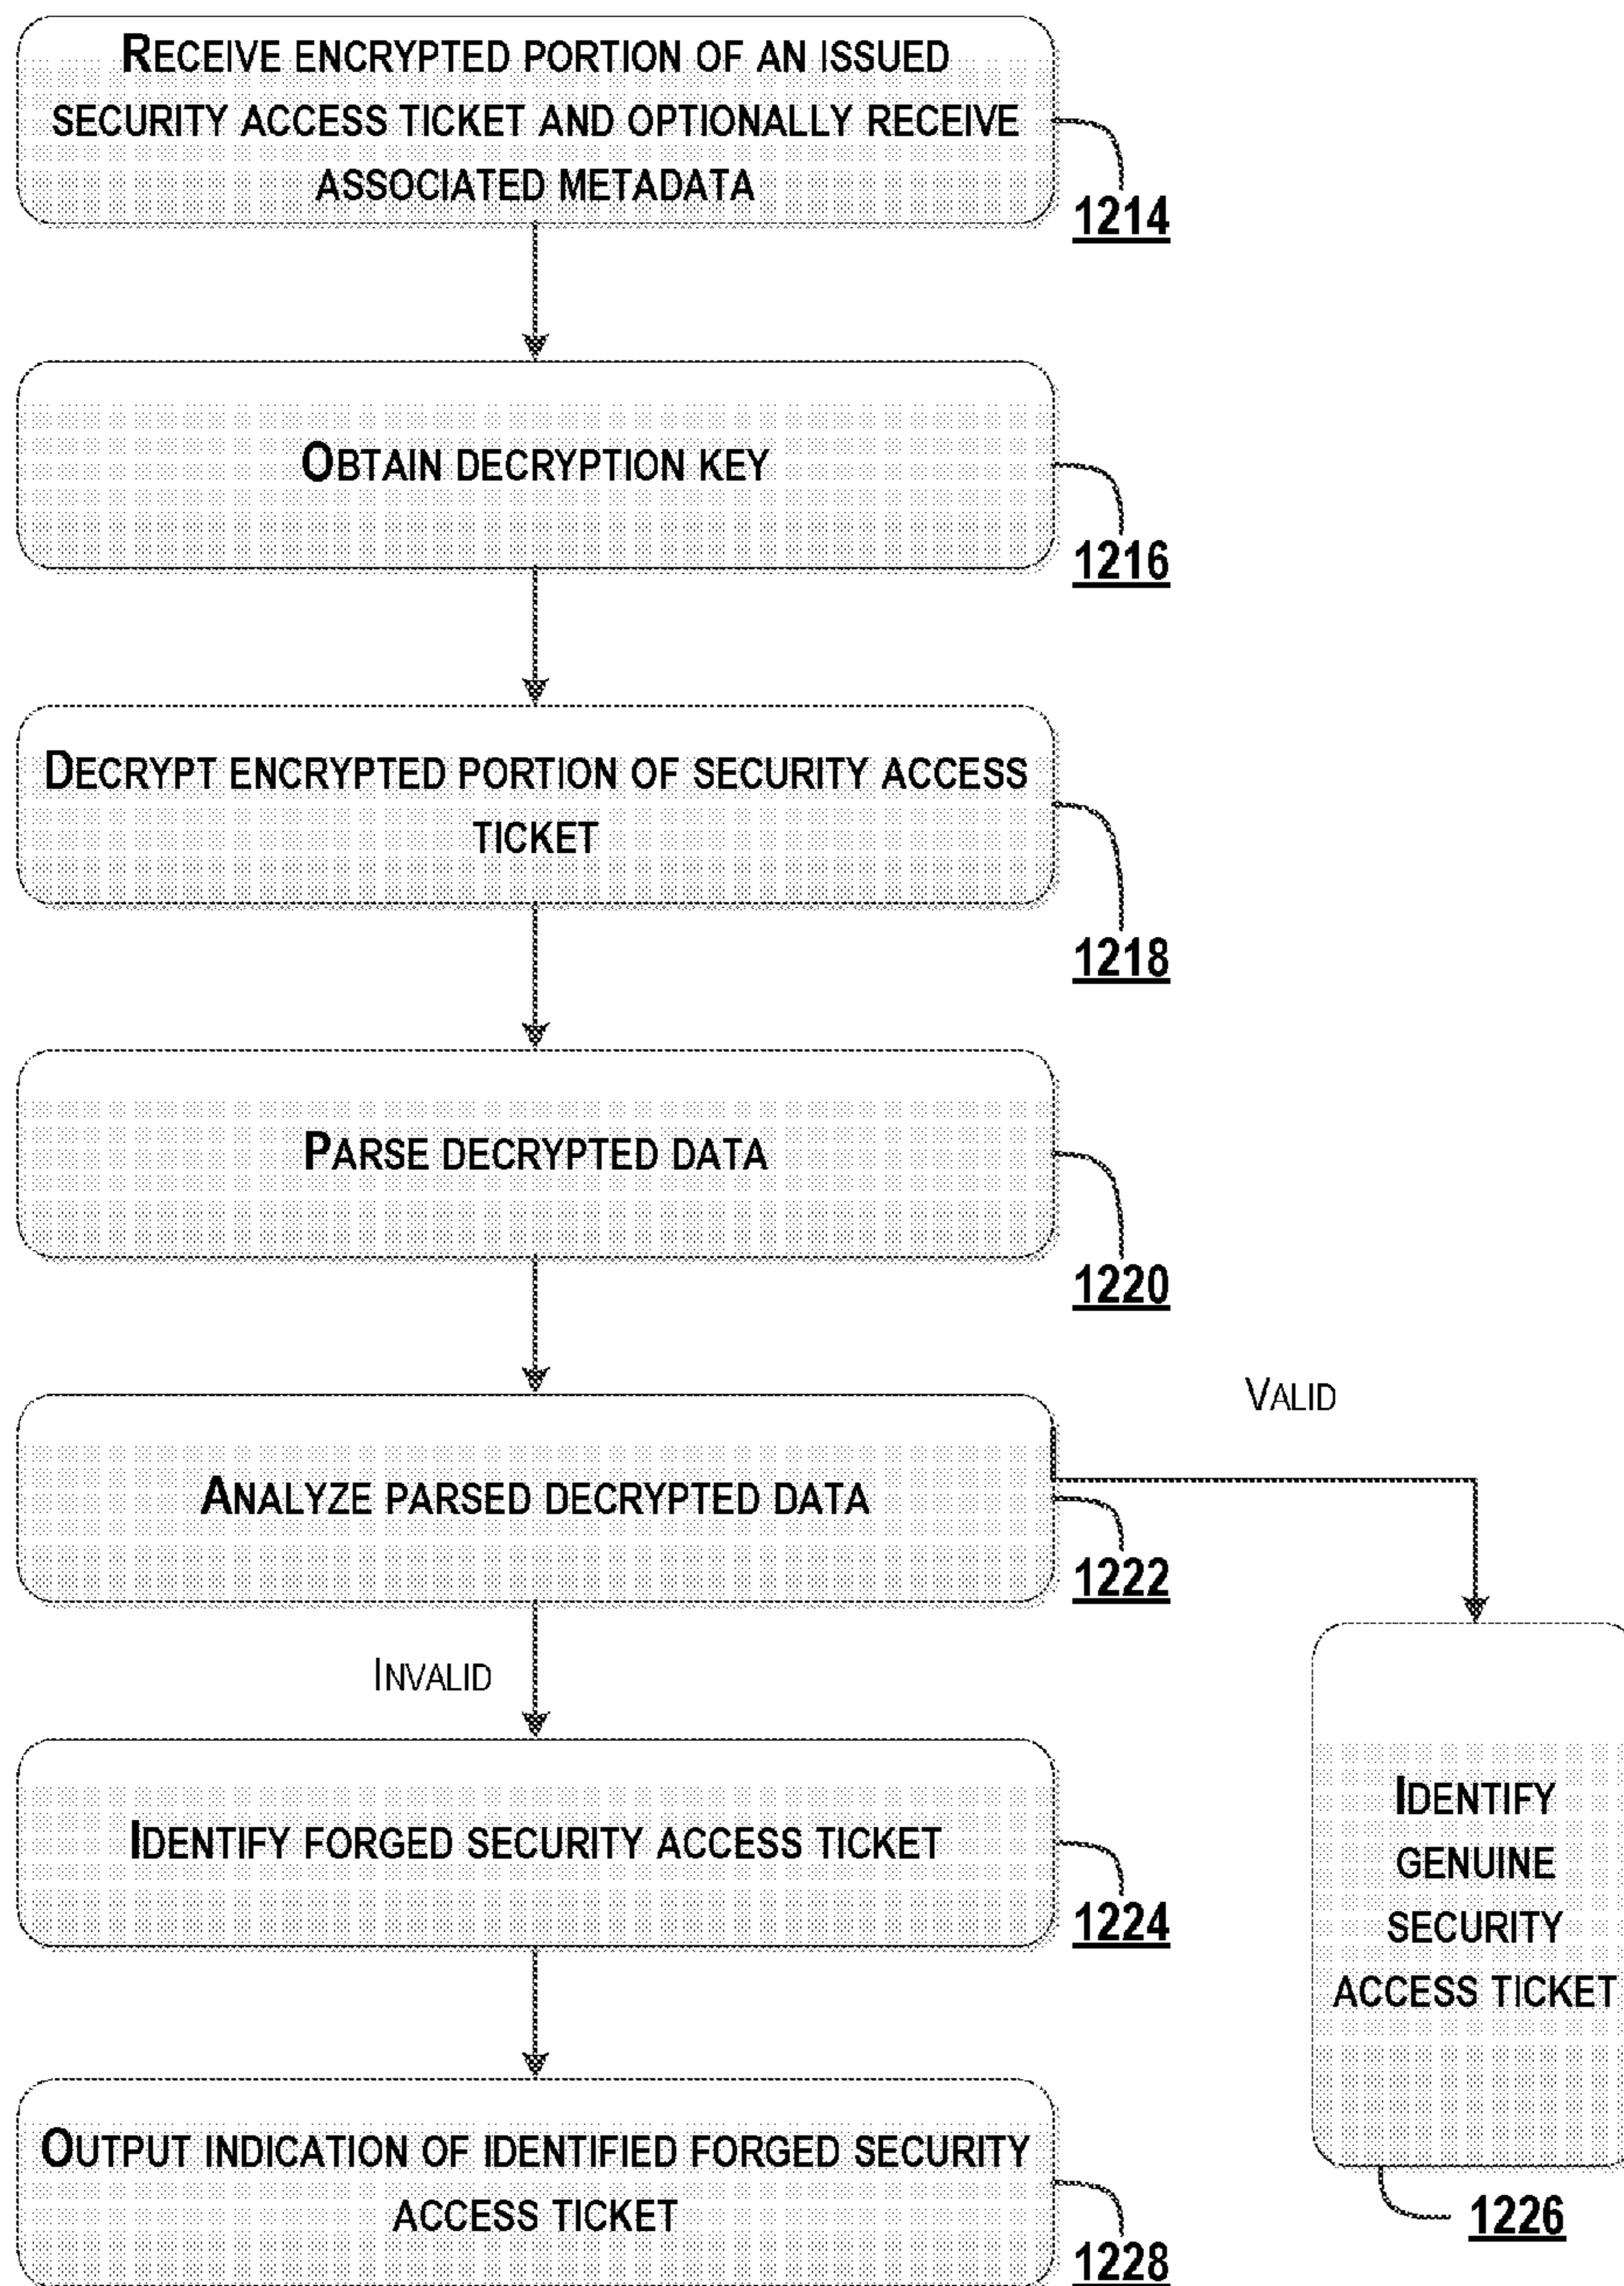 RECEIVE ENCRYPTED PORTION OF AN ISSUED
SECURITY ACCESS TICKET AND OPTIONALLY RECEIVE
ASSOCIATED METADATA
1214
OBTAIN DECRYPTION KEY
1216
DECRYPT ENCRYPTED PORTION OF SECURITY ACCESS
TICKET
1218
PARSE DECRYPTED DATA
1220
ANALYZE PARSED DECRYPTED DATA
1222
VALID
INVALID
IDENTIFY FORGED SECURITY ACCESS TICKET
1224
IDENTIFY
GENUINE
SECURITY
ACCESS TICKET
1226
OUTPUT INDICATION OF IDENTIFIED FORGED SECURITY
ACCESS TICKET
1228